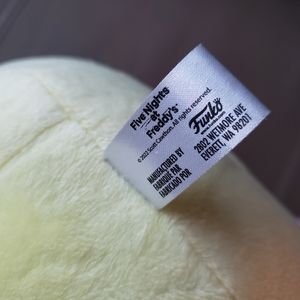 Five Nights
at
Freddy's™
©2023 Scott Cawthon. All rights reserved.
MANUFACTURED BY
FABRIQUÉ PAR
FABRICADO POR
Funko
2802 WETMORE AVE
EVERETT, WA 98201